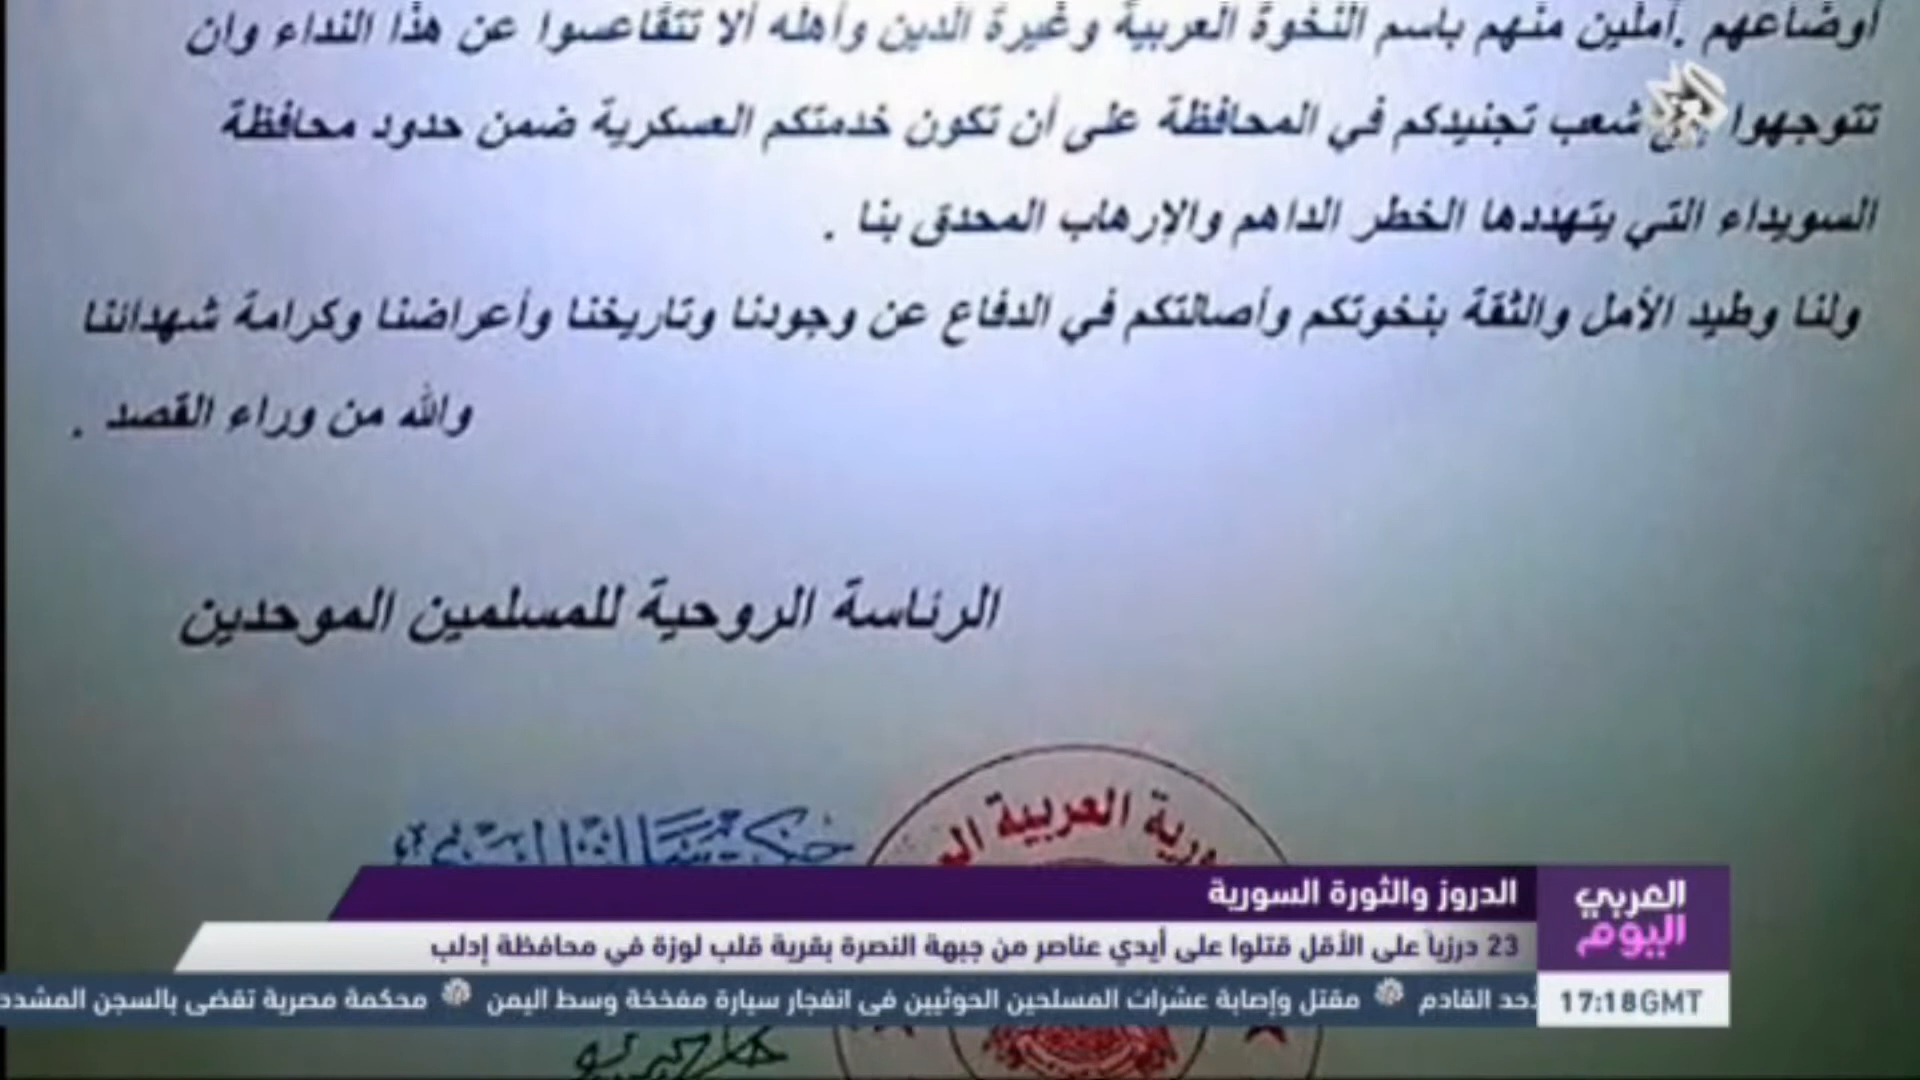 أوضاعهم .آملين منهم باسم النخوة العربية وغيرة الدين وأهله ألا تتقاعسوا عن هذا النداء وان
تتوجهوا شعب تجنيدكم في المحافظة على أن تكون خدمتكم العسكرية ضمن حدود محافظة
السويداء التي يتهددها الخطر الداهم والإرهاب المحدق بنا .
ولنا وطيد الأمل والثقة بنخوتكم وأصالتكم في الدفاع عن وجودنا وتاريخنا وأعراضنا وكرامة شهدائنا
والله من وراء القصد .
الرئاسة الروحية للمسلمين الموحدين
العربية
العربي
اليوم
الدروز والثورة السورية
23 درزياً على الأقل قتلوا على أيدي عناصر من جبهة النصرة بقرية قلب لوزة في محافظة إدلب
17:18GMT
القادم مقتل وإصابة عشرات المسلحين الحوثيين في انفجار سيارة مفخخة وسط اليمن محكمة مصرية تقضي بالسجن المشدد